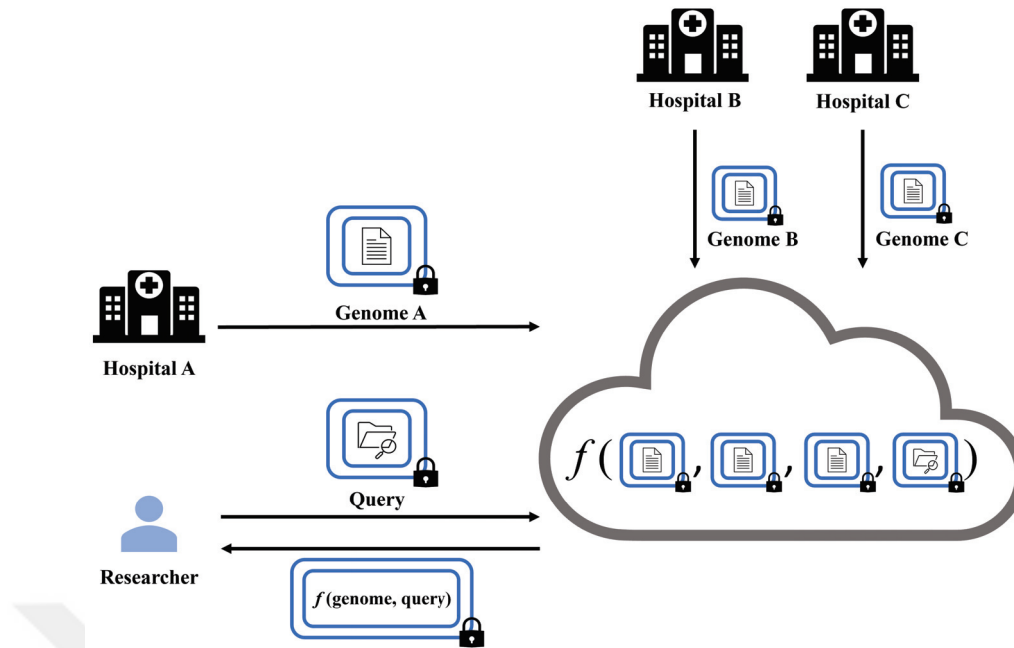 Hospital B
Hospital C
Genome B
Genome C
Genome A
Hospital A
f( , , , )
Query
Researcher
f(genome, query)